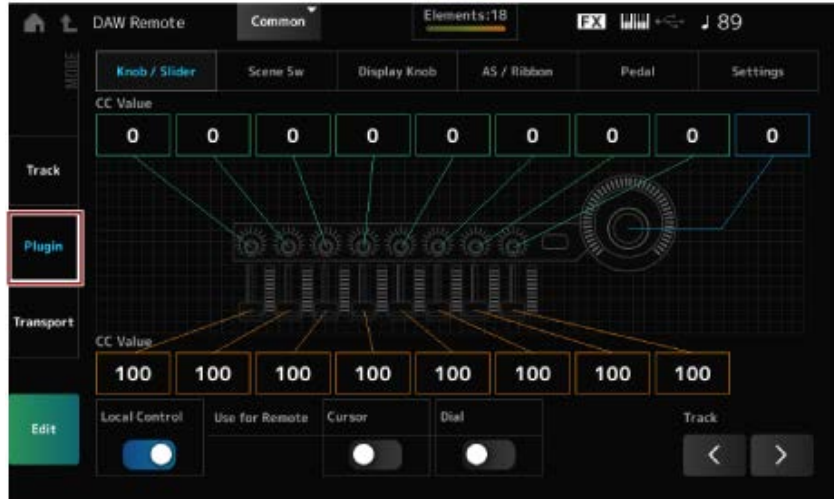 DAW Remote Common Elements:18 FX ♩ 89
MODE
Knob / Slider Scene Sw Display Knob AS / Ribbon Pedal Settings
CC Value
0 0 0 0 0 0 0 0 0
Track
Plugin
Transport
CC Value
100 100 100 100 100 100 100 100
Edit
Local Control Use for Remote Cursor Dial Track